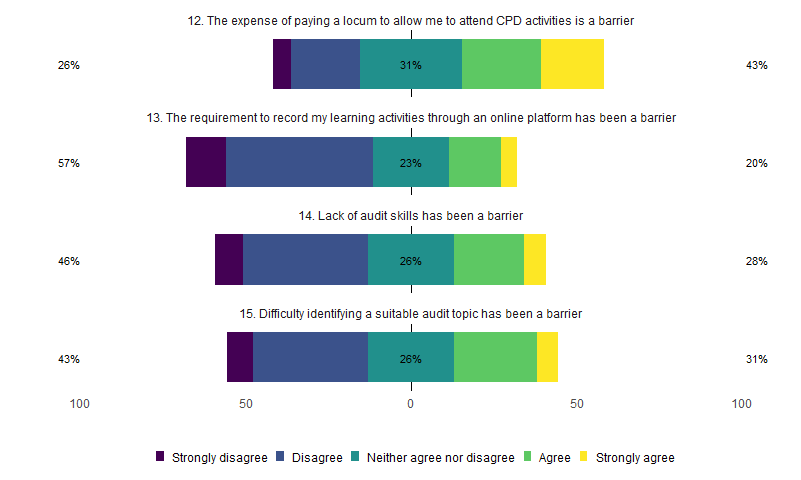 12. The expense of paying a locum to allow me to attend CPD activities is a barrier
26% 31% 43%
13. The requirement to record my learning activities through an online platform has been a barrier
57% 23% 20%
14. Lack of audit skills has been a barrier
46% 26% 28%
15. Difficulty identifying a suitable audit topic has been a barrier
43% 26% 31%
100 50 0 50 100
Strongly disagree Disagree Neither agree nor disagree Agree Strongly agree